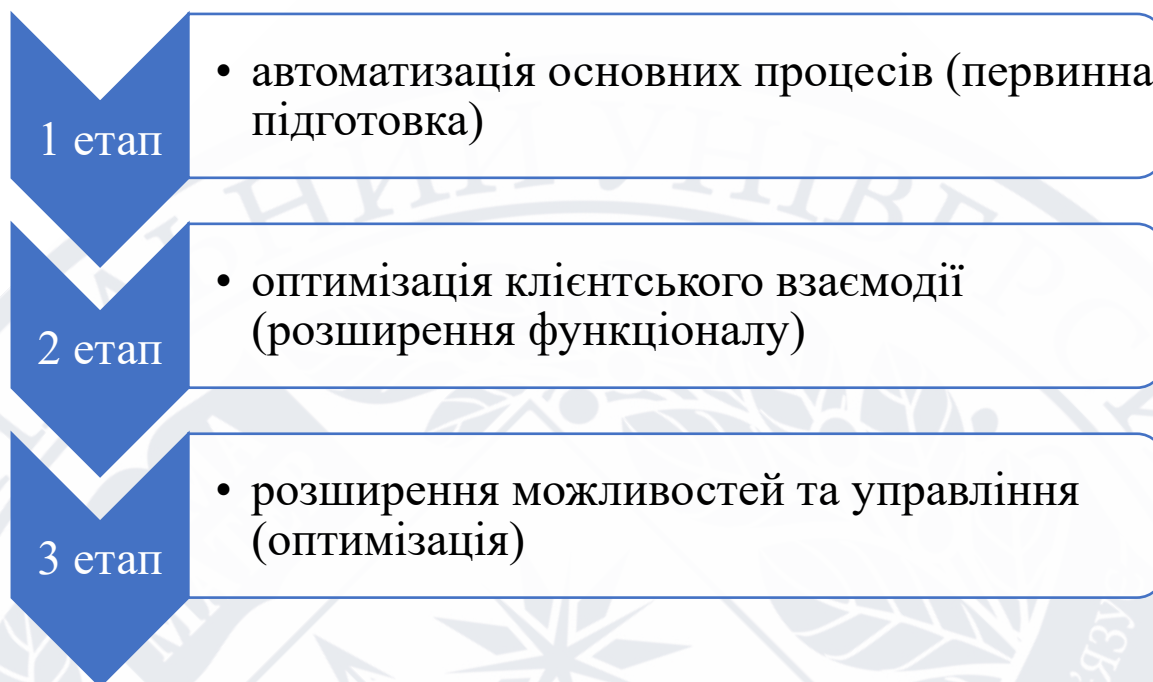 1 етап
• автоматизація основних процесів (первинна
підготовка)
2 етап
• оптимізація клієнтського взаємодії
(розширення функціоналу)
3 етап
• розширення можливостей та управління
(оптимізація)